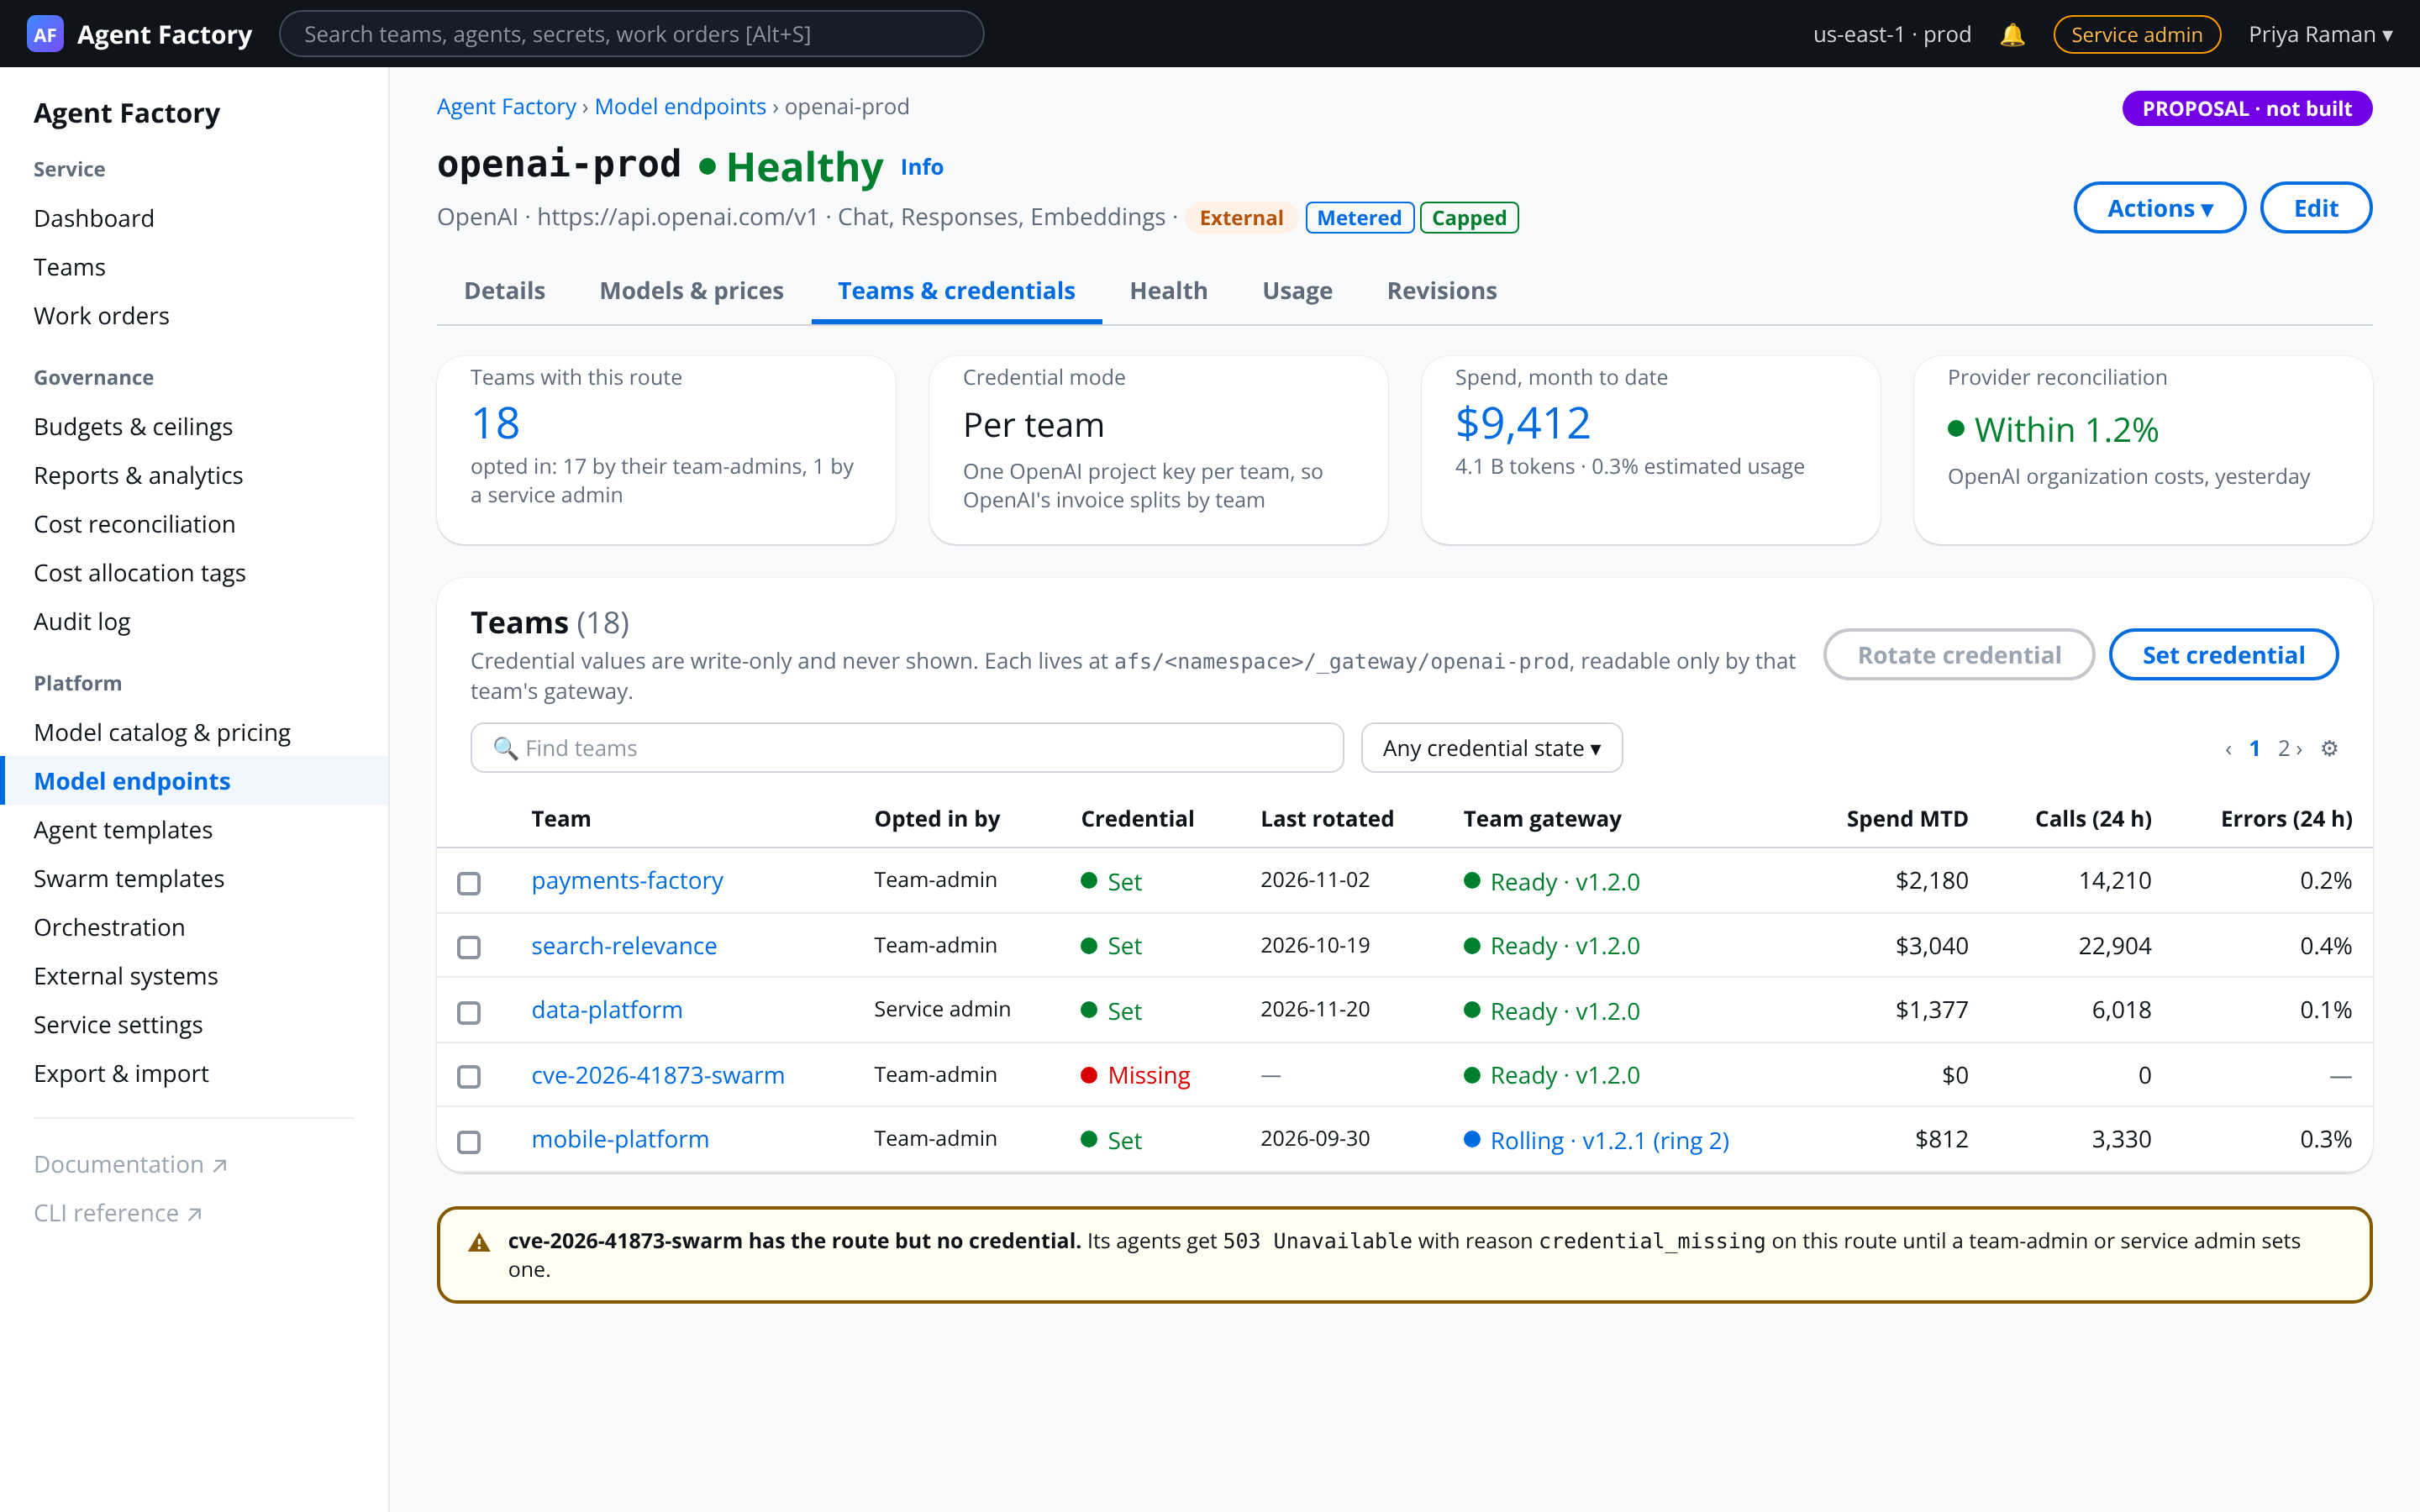 AF Agent Factory
Search teams, agents, secrets, work orders [Alt+S]
us-east-1 · prod
Service admin
Priya Raman ▾
Agent Factory
Service
Dashboard
Teams
Work orders
Governance
Budgets & ceilings
Reports & analytics
Cost reconciliation
Cost allocation tags
Audit log
Platform
Model catalog & pricing
Model endpoints
Agent templates
Swarm templates
Orchestration
External systems
Service settings
Export & import
Documentation ↗
CLI reference ↗
Agent Factory › Model endpoints › openai-prod
PROPOSAL · not built
openai-prod Healthy Info
OpenAI · https://api.openai.com/v1 · Chat, Responses, Embeddings · External Metered Capped
Actions ▾
Edit
Details Models & prices Teams & credentials Health Usage Revisions
Teams with this route
18
opted in: 17 by their team-admins, 1 by
a service admin
Credential mode
Per team
One OpenAI project key per team, so
OpenAI's invoice splits by team
Spend, month to date
$9,412
4.1 B tokens · 0.3% estimated usage
Provider reconciliation
Within 1.2%
OpenAI organization costs, yesterday
Teams (18)
Credential values are write-only and never shown. Each lives at afs/<namespace>/_gateway/openai-prod, readable only by that
team's gateway.
Rotate credential
Set credential
Find teams
Any credential state ▾
‹ 1 2 ›
Team Opted in by Credential Last rotated Team gateway Spend MTD Calls (24 h) Errors (24 h)
payments-factory Team-admin Set 2026-11-02 Ready · v1.2.0 $2,180 14,210 0.2%
search-relevance Team-admin Set 2026-10-19 Ready · v1.2.0 $3,040 22,904 0.4%
data-platform Service admin Set 2026-11-20 Ready · v1.2.0 $1,377 6,018 0.1%
cve-2026-41873-swarm Team-admin Missing — Ready · v1.2.0 $0 0 —
mobile-platform Team-admin Set 2026-09-30 Rolling · v1.2.1 (ring 2) $812 3,330 0.3%
cve-2026-41873-swarm has the route but no credential. Its agents get 503 Unavailable with reason credential_missing on this route until a team-admin or service admin sets
one.